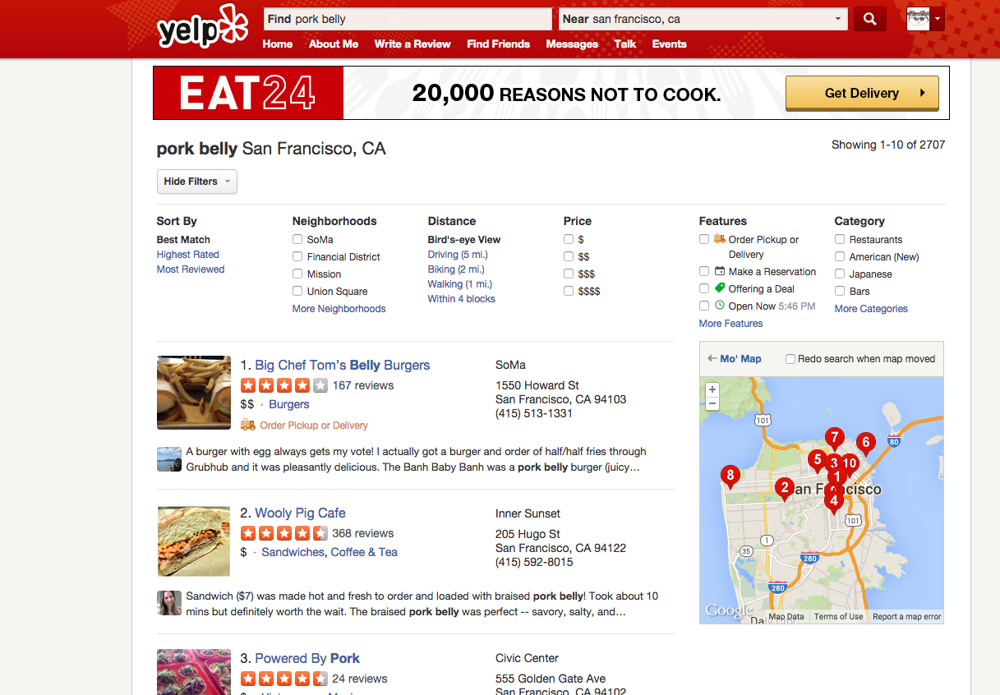 yelp
Find pork belly
Near san francisco, ca
Home About Me Write a Review Find Friends Messages Talk Events
EAT24
20,000 REASONS NOT TO COOK.
Get Delivery
pork belly San Francisco, CA
Showing 1-10 of 2707
Hide Filters
Sort By
Best Match
Highest Rated
Most Reviewed
Neighborhoods
SoMa
Financial District
Mission
Union Square
More Neighborhoods
Distance
Bird's-eye View
Driving (5 mi.)
Biking (2 mi.)
Walking (1 mi.)
Within 4 blocks
Price
$
$$
$$$
$$$$
Features
Order Pickup or
Delivery
Make a Reservation
Offering a Deal
Open Now 5:46 PM
More Features
Category
Restaurants
American (New)
Japanese
Bars
More Categories
1. Big Chef Tom's Belly Burgers
167 reviews
$$ · Burgers
Order Pickup or Delivery
SoMa
1550 Howard St
San Francisco, CA 94103
(415) 513-1331
A burger with egg always gets my vote! I actually got a burger and order of half/half fries through
Grubhub and it was pleasantly delicious. The Banh Baby Banh was a pork belly burger (juicy…
2. Wooly Pig Cafe
368 reviews
$ · Sandwiches, Coffee & Tea
Inner Sunset
205 Hugo St
San Francisco, CA 94122
(415) 592-8015
Sandwich ($7) was made hot and fresh to order and loaded with braised pork belly! Took about 10
mins but definitely worth the wait. The braised pork belly was perfect -- savory, salty, and…
3. Powered By Pork
24 reviews
Civic Center
555 Golden Gate Ave
San Francisco, CA 94102
Mo' Map
Redo search when map moved
+
−
101
7
6
80
5
3
10
8
1
2
an Francisco
4
101
1
35
280
280
Google
Map Data
Terms of Use
Report a map error